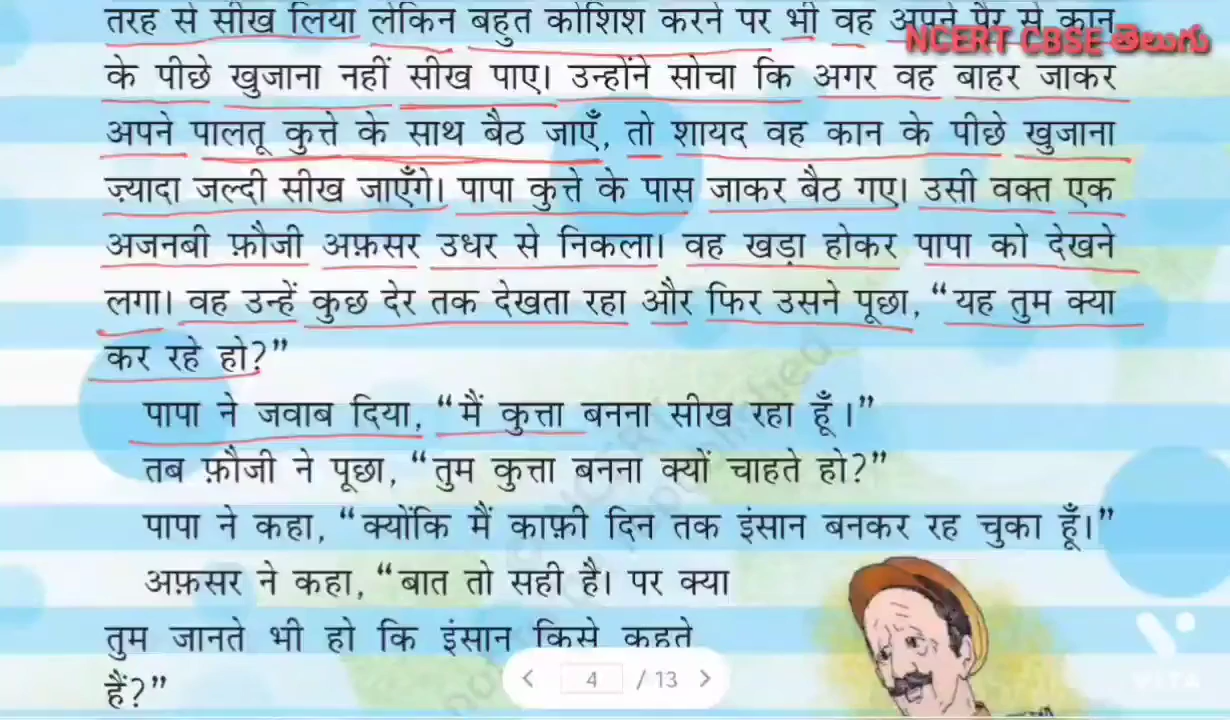 तरह से सीख लिया लेकिन बहुत कोशिश करने पर भी वह अपने पैर से कान
NCERT CBSE తెలుగు
के पीछे खुजाना नहीं सीख पाए। उन्होंने सोचा कि अगर वह बाहर जाकर
अपने पालतू कुत्ते के साथ बैठ जाएँ, तो शायद वह कान के पीछे खुजाना
ज़्यादा जल्दी सीख जाएँगे। पापा कुत्ते के पास जाकर बैठ गए। उसी वक्त एक
अजनबी फ़ौजी अफ़सर उधर से निकला। वह खड़ा होकर पापा को देखने
लगा। वह उन्हें कुछ देर तक देखता रहा और फिर उसने पूछा, “यह तुम क्या
कर रहे हो?”
पापा ने जवाब दिया, “मैं कुत्ता बनना सीख रहा हूँ।”
तब फ़ौजी ने पूछा, “तुम कुत्ता बनना क्यों चाहते हो?”
पापा ने कहा, “क्योंकि मैं काफ़ी दिन तक इंसान बनकर रह चुका हूँ।”
अफ़सर ने कहा, “बात तो सही है। पर क्या
तुम जानते भी हो कि इंसान किसे कहते
हैं?”
4 / 13
VITA